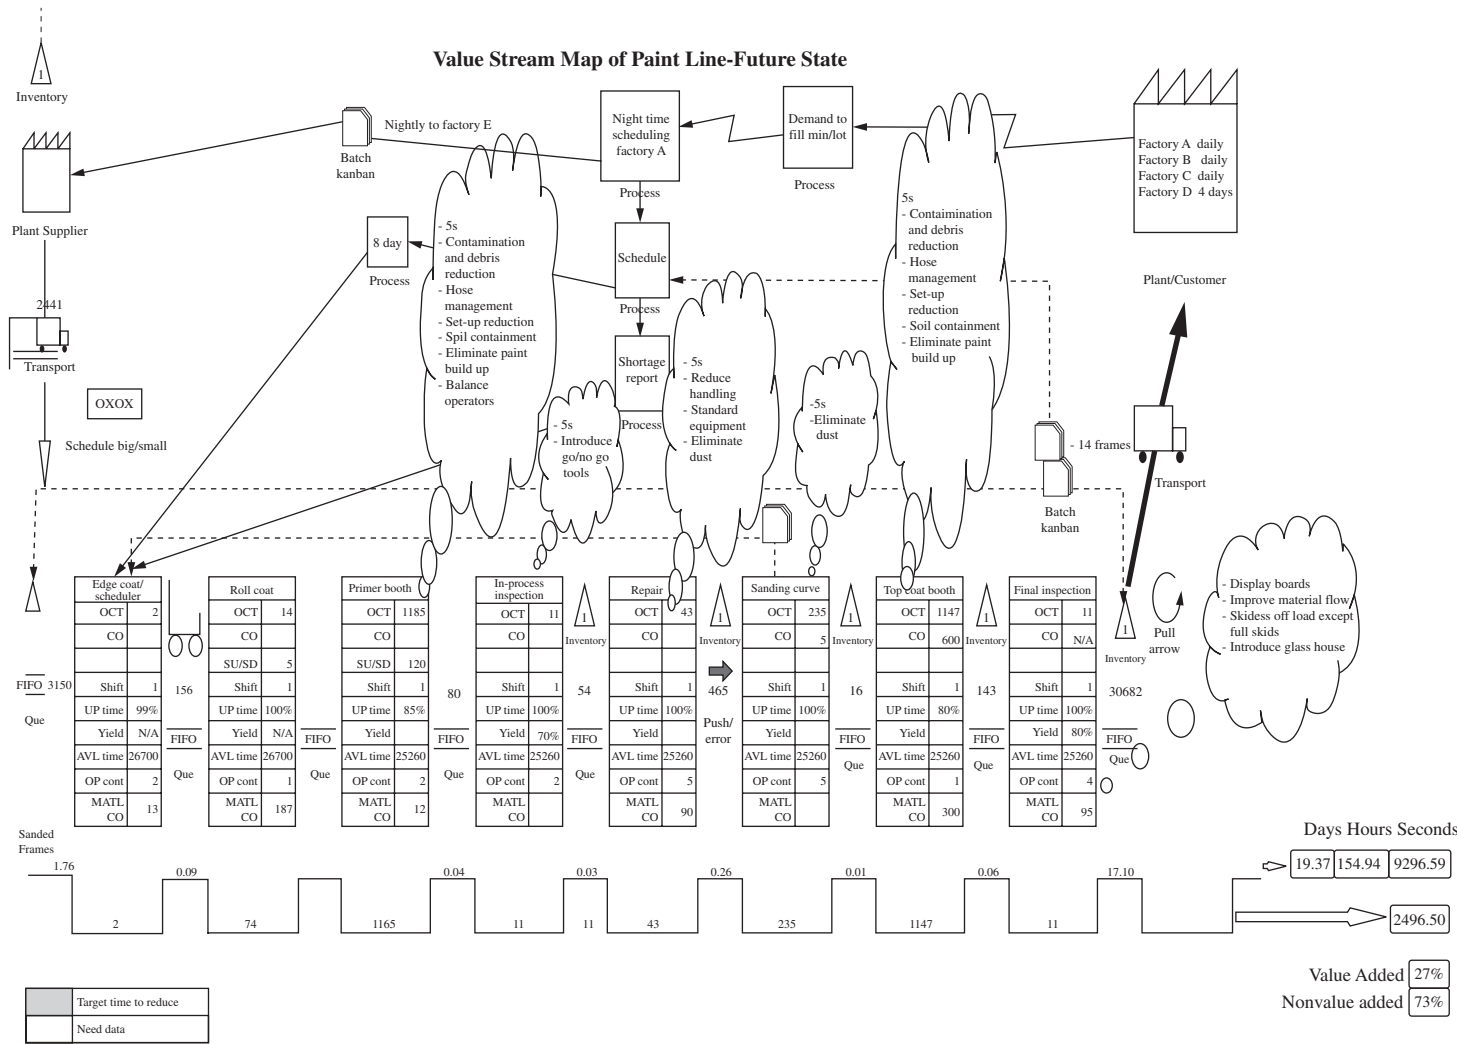 Value Stream Map of Paint Line-Future State
1
Inventory
Plant Supplier
2441
Transport
OXOX
Schedule big/small
Nightly to factory E
Batch
kanban
8 day
Process
Night time
scheduling
factory A
Process
Demand to
fill min/lot
Process
Schedule
Process
Shortage
report
Process
Factory A daily
Factory B daily
Factory C daily
Factory D 4 days
Plant/Customer
- 5s
- Contamination
and debris
reduction
- Hose
management
- Set-up reduction
- Spil containment
- Eliminate paint
build up
- Balance
operators
- 5s
- Introduce
go/no go
tools
- 5s
- Reduce
handling
- Standard
equipment
- Eliminate
dust
-5s
-Eliminate
dust
5s
- Contaimination
and debris
reduction
- Hose
management
- Set-up
reduction
- Soil containment
- Eliminate paint
build up
- 14 frames
Batch
kanban
Transport
- Display boards
- Improve material flow
- Skidess off load except
full skids
- Introduce glass house
Pull
arrow
FIFO 3150
Que
Edge coat/
scheduler
OCT 2
CO
Shift 1
UP time 99%
Yield N/A
AVL time 26700
OP cont 2
MATL
CO 13
156
FIFO
Que
Roll coat
OCT 14
CO
SU/SD 5
Shift 1
UP time 100%
Yield N/A
AVL time 26700
OP cont 1
MATL
CO 187
FIFO
Que
Primer booth
OCT 1185
CO
SU/SD 120
Shift 1
UP time 85%
Yield
AVL time 25260
OP cont 2
MATL
CO 12
80
FIFO
Que
In-process
inspection
OCT 11
CO
Shift 1
UP time 100%
Yield 70%
AVL time 25260
OP cont 2
MATL
CO
1
Inventory
54
FIFO
Que
Repair
OCT 43
CO
Shift 1
UP time 100%
Yield
AVL time 25260
OP cont 5
MATL
CO 90
1
Inventory
465
Push/
error
Sanding curve
OCT 235
CO 5
Shift 1
UP time 100%
Yield
AVL time 25260
OP cont 5
MATL
CO
1
Inventory
16
FIFO
Que
Top coat booth
OCT 1147
CO 600
Shift 1
UP time 80%
Yield
AVL time 25260
OP cont 1
MATL
CO 300
1
Inventory
143
FIFO
Que
Final inspection
OCT 11
CO N/A
Shift 1
UP time 100%
Yield 80%
AVL time 25260
OP cont 4
MATL
CO 95
1
Inventory
30682
FIFO
Que
Sanded
Frames
1.76 0.09 0.04 0.03 0.26 0.01 0.06 17.10
2 74 1165 11 11 43 235 1147 11
Days Hours Seconds
19.37 154.94 9296.59
2496.50
Value Added 27%
Nonvalue added 73%
Target time to reduce
Need data